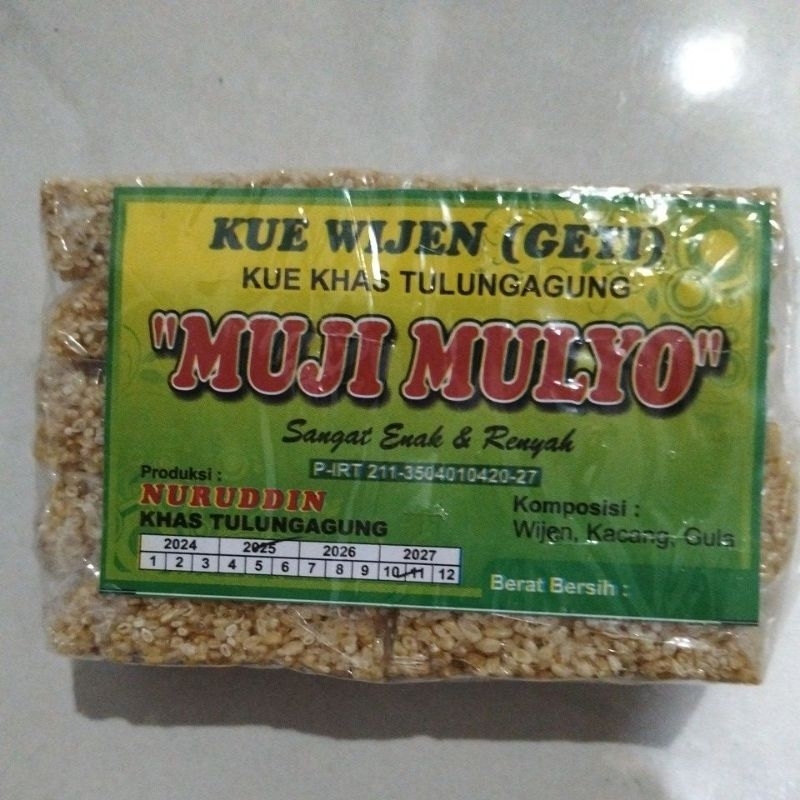 KUE WIJEN (GETI)
KUE KHAS TULUNGAGUNG
"MUJI MULYO"
Sangat Enak & Renyah
P-IRT 211-3504010420-27
Produksi :
NURUDDIN
KHAS TULUNGAGUNG
2024 2025 2026 2027
1 2 3 4 5 6 7 8 9 10 11 12
Komposisi :
Wijen, Kacang, Gula
Berat Bersih :